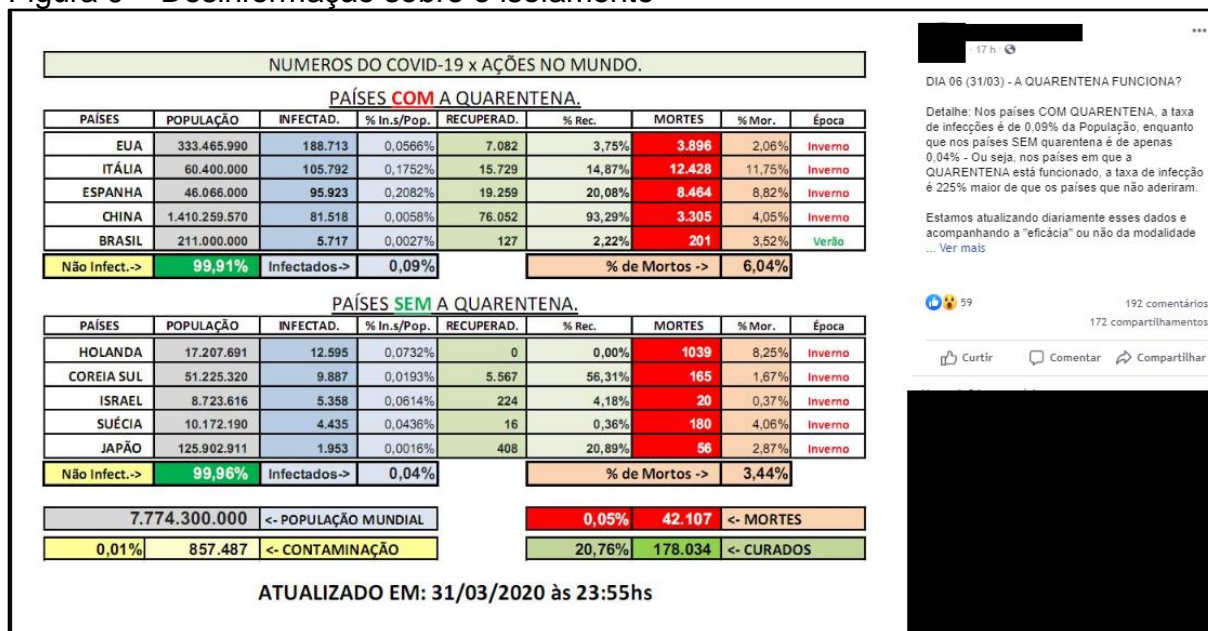 NUMEROS DO COVID-19 x AÇÕES NO MUNDO.
PAÍSES COM A QUARENTENA.
PAÍSES POPULAÇÃO INFECTAD. % In.s/Pop. RECUPERAD. % Rec. MORTES % Mor. Época
EUA 333.465.990 188.713 0,0566% 7.082 3,75% 3.896 2,06% Inverno
ITÁLIA 60.400.000 105.792 0,1752% 15.729 14,87% 12.428 11,75% Inverno
ESPANHA 46.066.000 95.923 0,2082% 19.259 20,08% 8.464 8,82% Inverno
CHINA 1.410.259.570 81.518 0,0058% 76.052 93,29% 3.305 4,05% Inverno
BRASIL 211.000.000 5.717 0,0027% 127 2,22% 201 3,52% Verão
Não Infect.-> 99,91% Infectados-> 0,09% % de Mortos -> 6,04%
PAÍSES SEM A QUARENTENA.
PAÍSES POPULAÇÃO INFECTAD. % In.s/Pop. RECUPERAD. % Rec. MORTES % Mor. Época
HOLANDA 17.207.691 12.595 0,0732% 0 0,00% 1039 8,25% Inverno
COREIA SUL 51.225.320 9.887 0,0193% 5.567 56,31% 165 1,67% Inverno
ISRAEL 8.723.616 5.358 0,0614% 224 4,18% 20 0,37% Inverno
SUÉCIA 10.172.190 4.435 0,0436% 16 0,36% 180 4,06% Inverno
JAPÃO 125.902.911 1.953 0,0016% 408 20,89% 56 2,87% Inverno
Não Infect.-> 99,96% Infectados-> 0,04% % de Mortos -> 3,44%
7.774.300.000 <- POPULAÇÃO MUNDIAL 0,05% 42.107 <- MORTES
0,01% 857.487 <- CONTAMINAÇÃO 20,76% 178.034 <- CURADOS
ATUALIZADO EM: 31/03/2020 às 23:55hs
17 h ·
DIA 06 (31/03) - A QUARENTENA FUNCIONA?
Detalhe: Nos países COM QUARENTENA, a taxa
de infecções é de 0,09% da População, enquanto
que nos países SEM quarentena é de apenas
0,04% - Ou seja, nos países em que a
QUARENTENA está funcionado, a taxa de infecção
é 225% maior de que os países que não aderiram.
Estamos atualizando diariamente esses dados e
acompanhando a "eficácia" ou não da modalidade
... Ver mais
59 192 comentários
172 compartilhamentos
Curtir Comentar Compartilhar